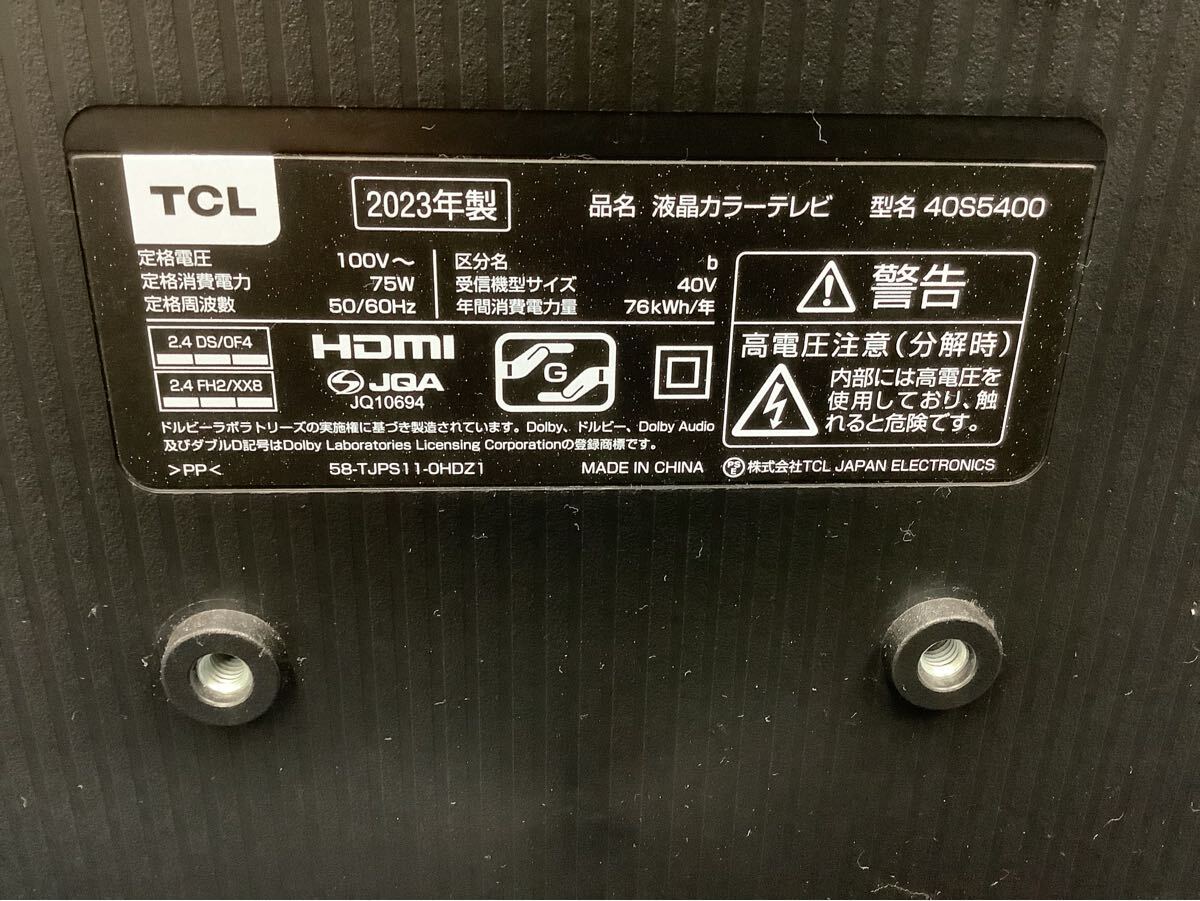 TCL
2023年製
品名 液晶カラーテレビ 型名 40S5400
定格電圧 100V～
定格消費電力 75W
定格周波数 50/60Hz
区分名 b
受信機型サイズ 40V
年間消費電力量 76kWh/年
2.4 DS/OF4
2.4 FH2/XX8
HDMI
JQA
JQ10694
G
警告
高電圧注意(分解時)
内部には高電圧を
使用しており、触
れると危険です。
ドルビーラボラトリーズの実施権に基づき製造されています。Dolby、ドルビー、Dolby Audio
及びダブルD記号はDolby Laboratories Licensing Corporationの登録商標です。
>PP< 58-TJPS11-0HDZ1 MADE IN CHINA PSE 株式会社TCL JAPAN ELECTRONICS